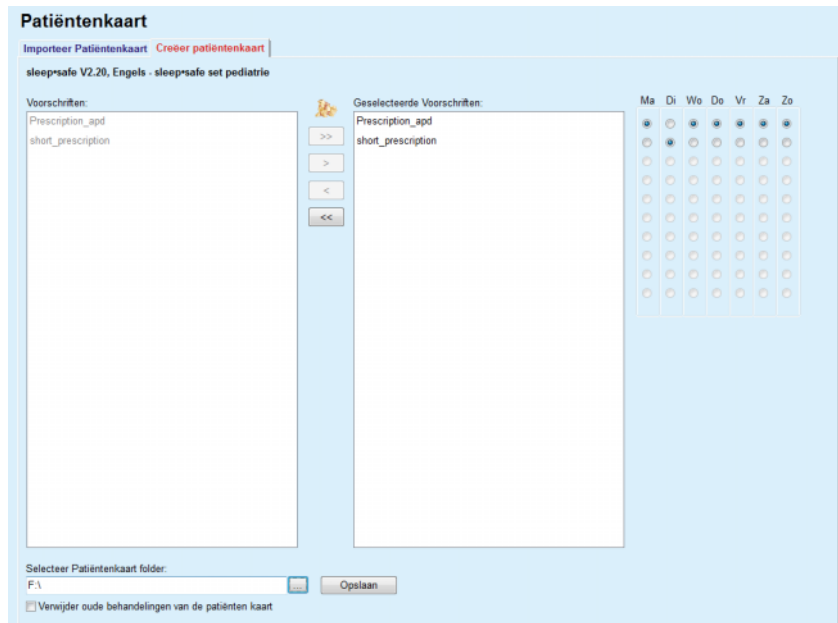 Patiëntenkaart
Importeer Patiëntenkaart Creëer patiëntenkaart
sleep•safe V2.20, Engels - sleep•safe set pediatrie
Voorschriften:
Prescription_apd
short_prescription
>>
>
<
<<
Geselecteerde Voorschriften:
Prescription_apd
short_prescription
Ma Di Wo Do Vr Za Zo
Selecteer Patiëntenkaart folder:
F:\
...
Opslaan
Verwijder oude behandelingen van de patiënten kaart